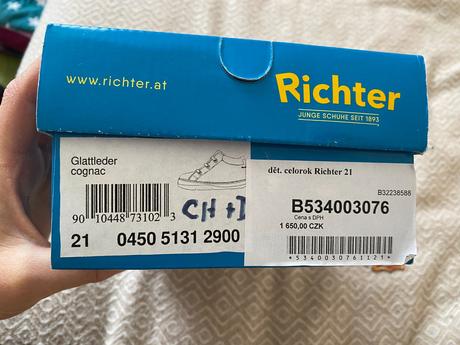 www.richter.at
Richter
JUNGE SCHUHE SEIT 1893
Glattleder
cognac
90 10448 73102 3
CH +
21 0450 5131 2900
dět. celorok Richter 21
B32238588
B534003076
Cena s DPH
1 650,00 CZK
*534003076112₁*